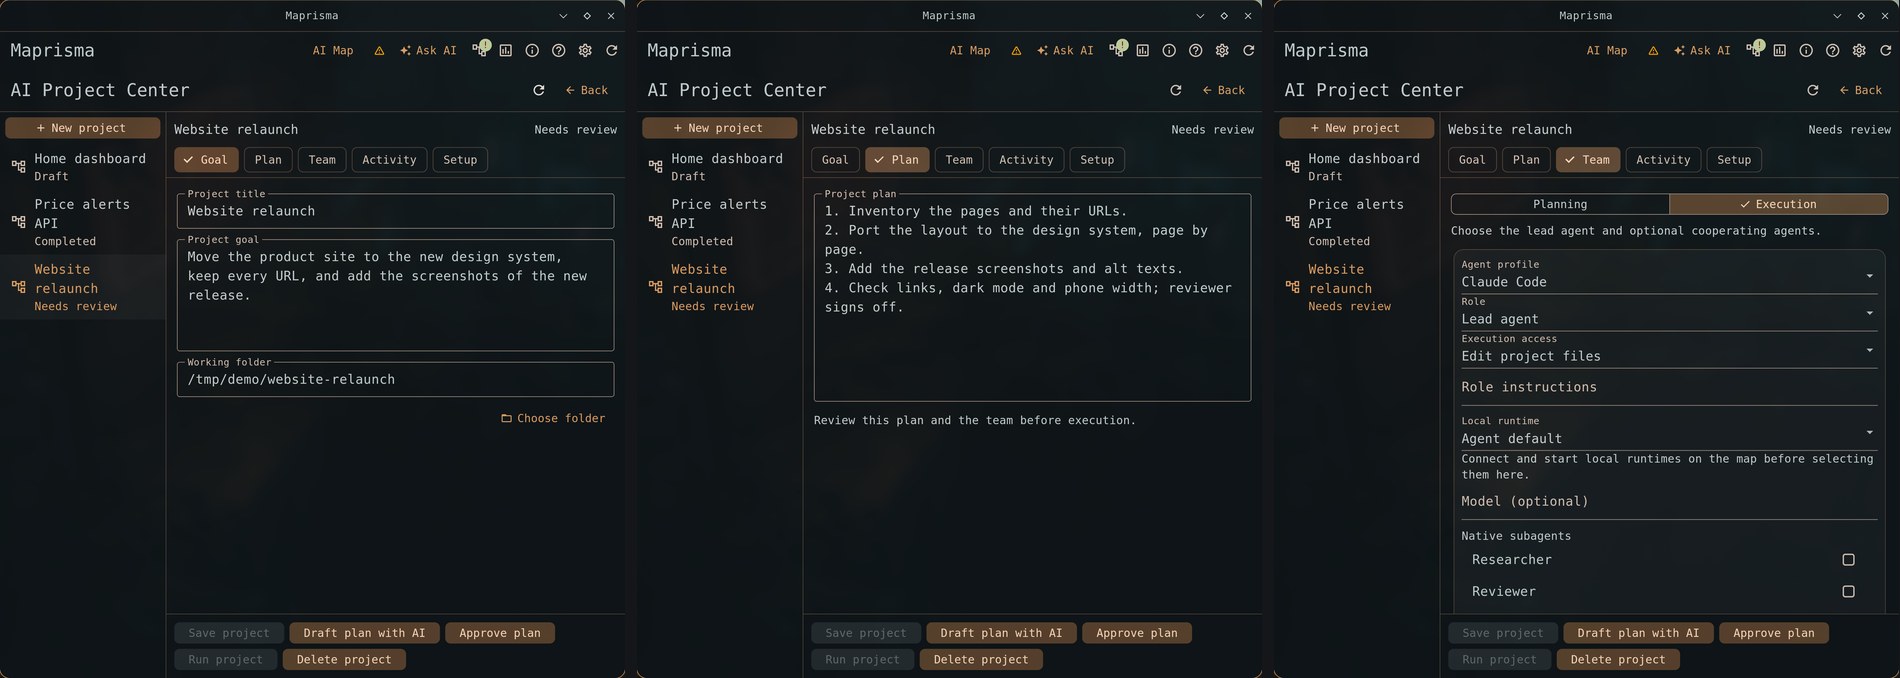 Maprisma
Maprisma
AI Map
Ask AI
!
AI Project Center
Back
+ New project
Home dashboard
Draft
Price alerts
API
Completed
Website
relaunch
Needs review
Website relaunch
Needs review
Goal
Plan
Team
Activity
Setup
Project title
Website relaunch
Project goal
Move the product site to the new design system,
keep every URL, and add the screenshots of the new
release.
Working folder
/tmp/demo/website-relaunch
Choose folder
Save project
Draft plan with AI
Approve plan
Run project
Delete project
Maprisma
Maprisma
AI Map
Ask AI
!
AI Project Center
Back
+ New project
Home dashboard
Draft
Price alerts
API
Completed
Website
relaunch
Needs review
Website relaunch
Needs review
Goal
Plan
Team
Activity
Setup
Project plan
1. Inventory the pages and their URLs.
2. Port the layout to the design system, page by
page.
3. Add the release screenshots and alt texts.
4. Check links, dark mode and phone width; reviewer
signs off.
Review this plan and the team before execution.
Save project
Draft plan with AI
Approve plan
Run project
Delete project
Maprisma
Maprisma
AI Map
Ask AI
!
AI Project Center
Back
+ New project
Home dashboard
Draft
Price alerts
API
Completed
Website
relaunch
Needs review
Website relaunch
Needs review
Goal
Plan
Team
Activity
Setup
Planning
Execution
Choose the lead agent and optional cooperating agents.
Agent profile
Claude Code
Role
Lead agent
Execution access
Edit project files
Role instructions
Local runtime
Agent default
Connect and start local runtimes on the map before selecting
them here.
Model (optional)
Native subagents
Researcher
Reviewer
Save project
Draft plan with AI
Approve plan
Run project
Delete project